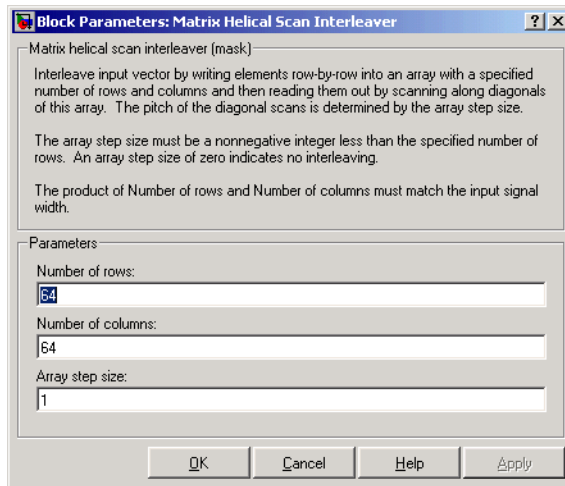 Block Parameters: Matrix Helical Scan Interleaver
Matrix helical scan interleaver (mask)
Interleave input vector by writing elements row-by-row into an array with a specified
number of rows and columns and then reading them out by scanning along diagonals
of this array. The pitch of the diagonal scans is determined by the array step size.
The array step size must be a nonnegative integer less than the specified number of
rows. An array step size of zero indicates no interleaving.
The product of Number of rows and Number of columns must match the input signal
width.
Parameters
Number of rows:
64
Number of columns:
64
Array step size:
1
OK Cancel Help Apply